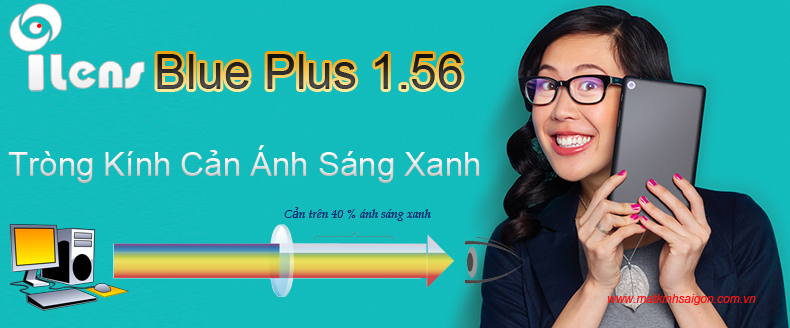 iLens Blue Plus 1.56
Tròng Kính Cản Ánh Sáng Xanh
Cản trên 40 % ánh sáng xanh
www.matkinhsaigon.com.vn